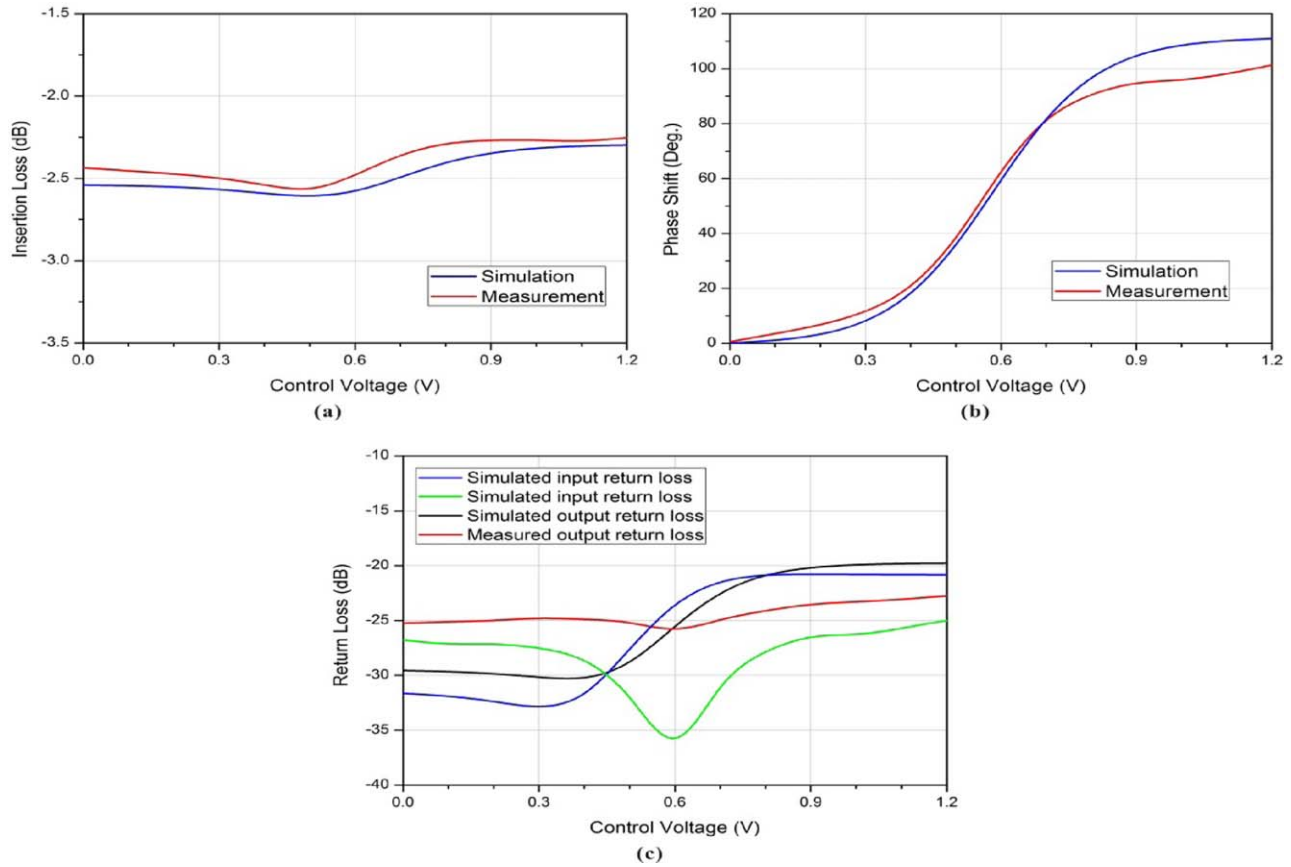 -1.5
-2.0
-2.5
-3.0
-3.5
Insertion Loss (dB)
Simulation
Measurement
0.0 0.3 0.6 0.9 1.2
Control Voltage (V)
(a)
120
100
80
60
40
20
0
Phase Shift (Deg.)
Simulation
Measurement
0.0 0.3 0.6 0.9 1.2
Control Voltage (V)
(b)
-10
-15
-20
-25
-30
-35
-40
Return Loss (dB)
Simulated input return loss
Simulated input return loss
Simulated output return loss
Measured output return loss
0.0 0.3 0.6 0.9 1.2
Control Voltage (V)
(c)